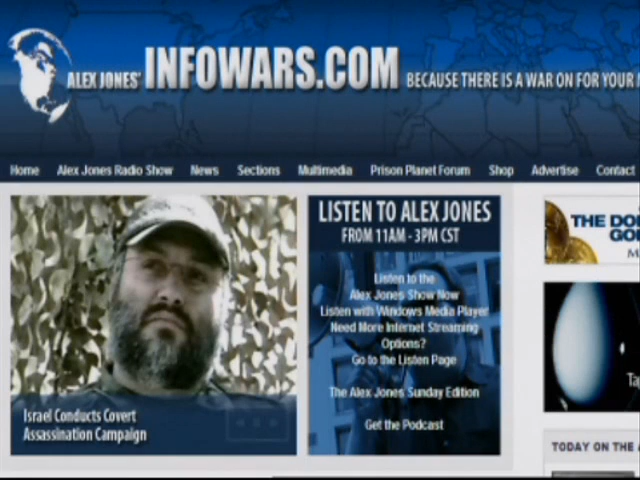 ALEX JONES' INFOWARS.COM BECAUSE THERE IS A WAR ON FOR YOUR
Home Alex Jones Radio Show News Sections Multimedia Prison Planet Forum Shop Advertise Contact
LISTEN TO ALEX JONES
FROM 11AM - 3PM CST
Listen to the
Alex Jones Show Now
Listen with Windows Media Player
Need More Internet Streaming
Options?
Go to the Listen Page
The Alex Jones Sunday Edition
Get the Podcast
Israel Conducts Covert
Assassination Campaign
THE DO
GO
M
Ta
TODAY ON THE